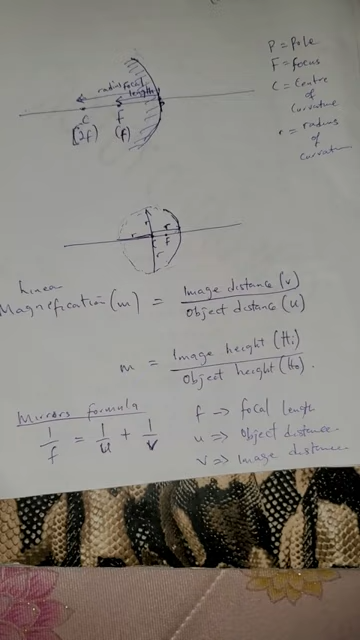 P = Pole
F = focus
C = Centre
of
curvature
r = radius
of
curvature
radius focal
length
C F
(2f) (f)
r r
r
F
r
Linear
Magnification (m) = Image distance (v)
Object distance (u)
m = Image height (Hi)
Object height (Ho).
Mirrors formula
1/f = 1/u + 1/v
f → focal length
u => Object distance
v => Image distance